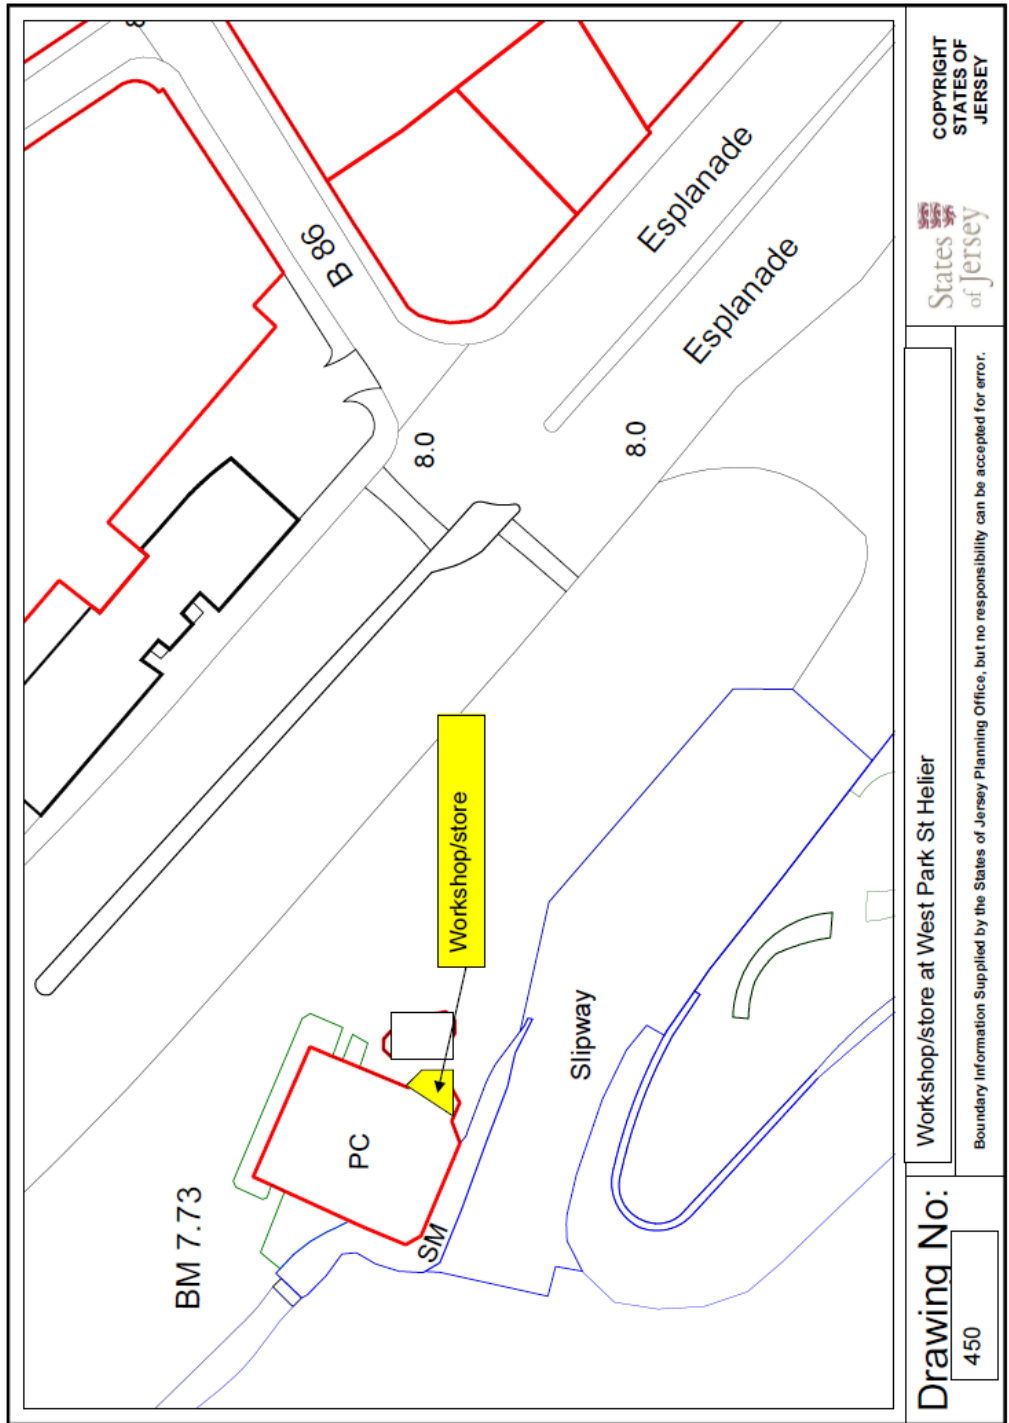 B 86
Esplanade
Esplanade
8.0
8.0
Workshop/store
Slipway
PC
SM
BM 7.73
Drawing No:
450
Workshop/store at West Park St Helier
Boundary Information Supplied by the States of Jersey Planning Office, but no responsibility can be accepted for error.
States
of Jersey
COPYRIGHT
STATES OF
JERSEY